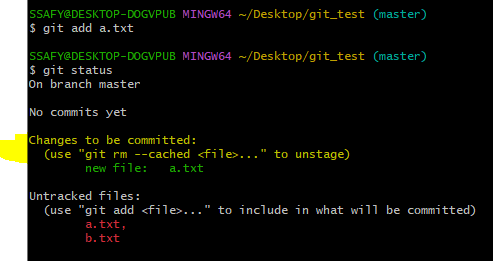 SSAFY@DESKTOP-DOGVPUB MINGW64 ~/Desktop/git_test (master)
$ git add a.txt
SSAFY@DESKTOP-DOGVPUB MINGW64 ~/Desktop/git_test (master)
$ git status
On branch master
No commits yet
Changes to be committed:
(use "git rm --cached <file>..." to unstage)
new file: a.txt
Untracked files:
(use "git add <file>..." to include in what will be committed)
a.txt,
b.txt